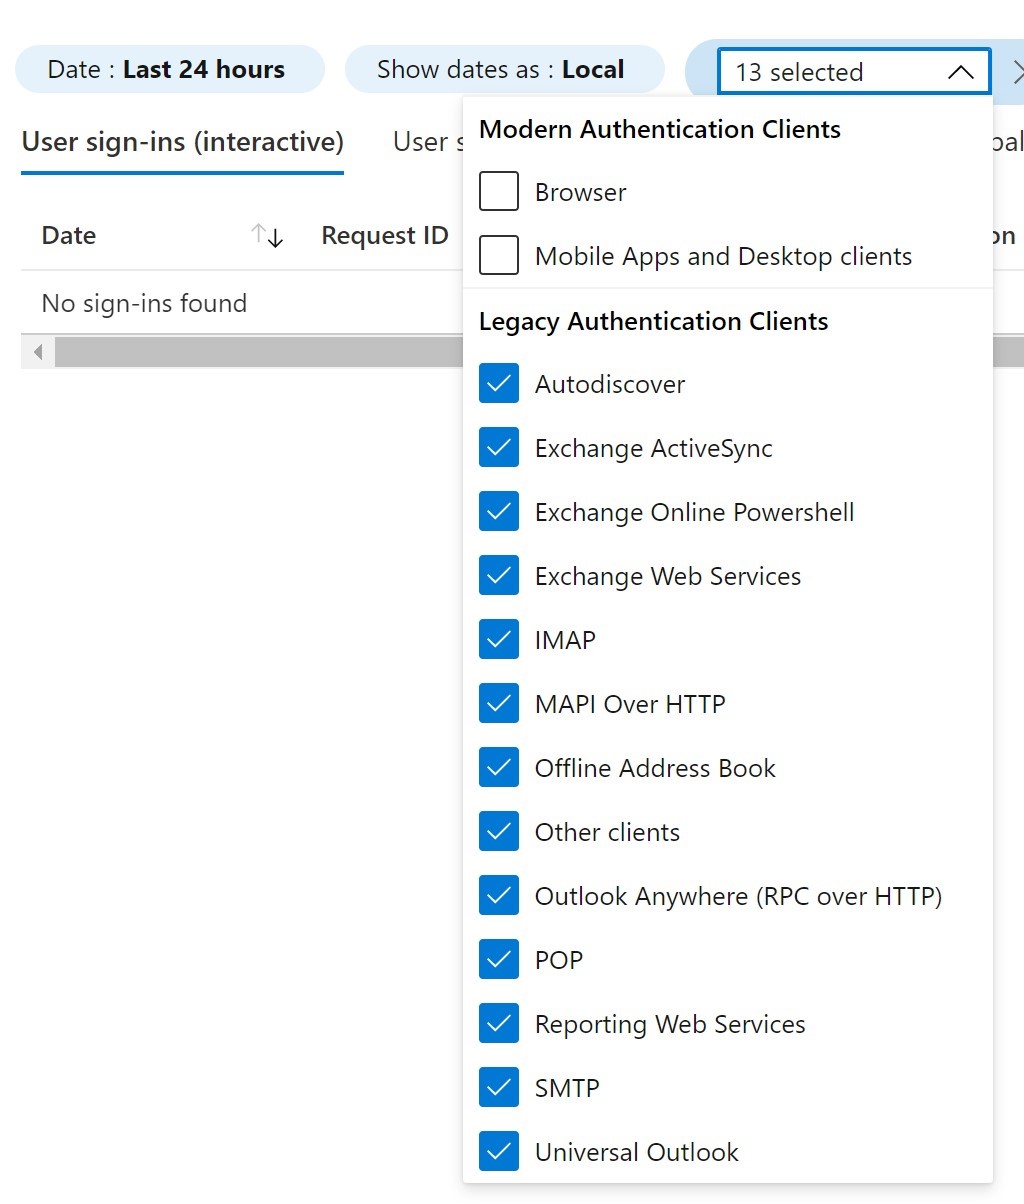 Date : Last 24 hours
Show dates as : Local
13 selected
User sign-ins (interactive)
User s
Modern Authentication Clients
Browser
Date
Request ID
Mobile Apps and Desktop clients
No sign-ins found
Legacy Authentication Clients
Autodiscover
Exchange ActiveSync
Exchange Online Powershell
Exchange Web Services
IMAP
MAPI Over HTTP
Offline Address Book
Other clients
Outlook Anywhere (RPC over HTTP)
POP
Reporting Web Services
SMTP
Universal Outlook